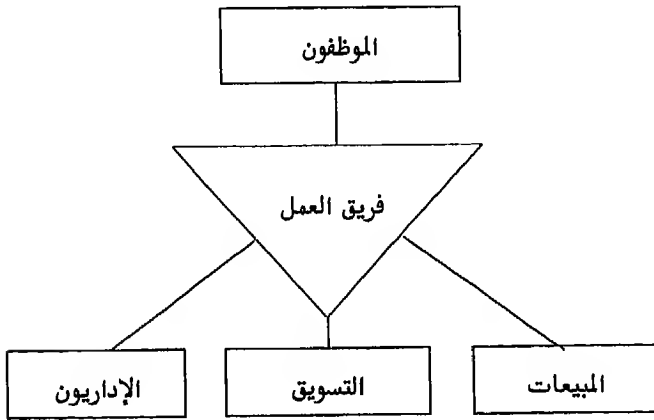 الموظفون
فريق العمل
المبيعات
التسويق
الإداريون